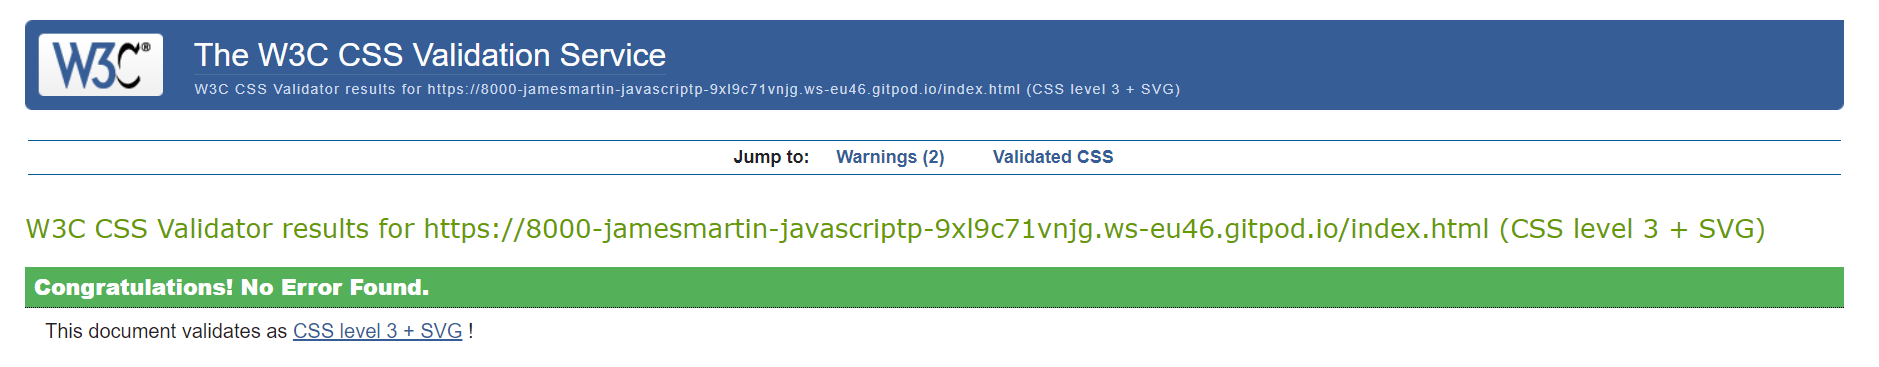 W3C®
The W3C CSS Validation Service
W3C CSS Validator results for https://8000-jamesmartin-javascriptp-9xl9c71vnjg.ws-eu46.gitpod.io/index.html (CSS level 3 + SVG)
Jump to: Warnings (2) Validated CSS
W3C CSS Validator results for https://8000-jamesmartin-javascriptp-9xl9c71vnjg.ws-eu46.gitpod.io/index.html (CSS level 3 + SVG)
Congratulations! No Error Found.
This document validates as CSS level 3 + SVG !